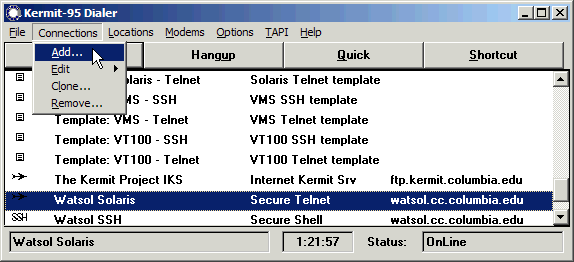 Kermit-95 Dialer
File Connections Locations Modems Options TAPI Help
Hangup Quick Shortcut
Add...
Edit
Clone...
Remove...
olaris - Telnet Solaris Telnet template
VMS - SSH VMS SSH template
VMS - Telnet VMS Telnet template
Template: VT100 - SSH VT100 SSH template
Template: VT100 - Telnet VT100 Telnet template
The Kermit Project IKS Internet Kermit Srv ftp.kermit.columbia.edu
Watsol Solaris Secure Telnet watsol.cc.columbia.edu
SSH Watsol SSH Secure Shell watsol.cc.columbia.edu
Watsol Solaris 1:21:57 Status: OnLine